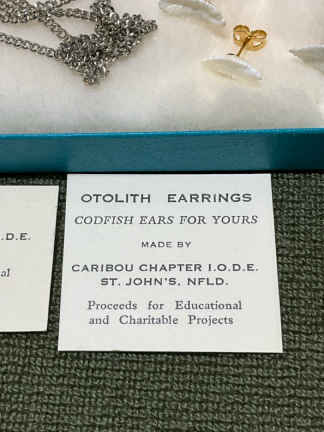 OTOLITH EARRINGS
CODFISH EARS FOR YOURS
MADE BY
CARIBOU CHAPTER I.O.D.E.
ST. JOHN'S, NFLD.
Proceeds for Educational
and Charitable Projects
.D.E.